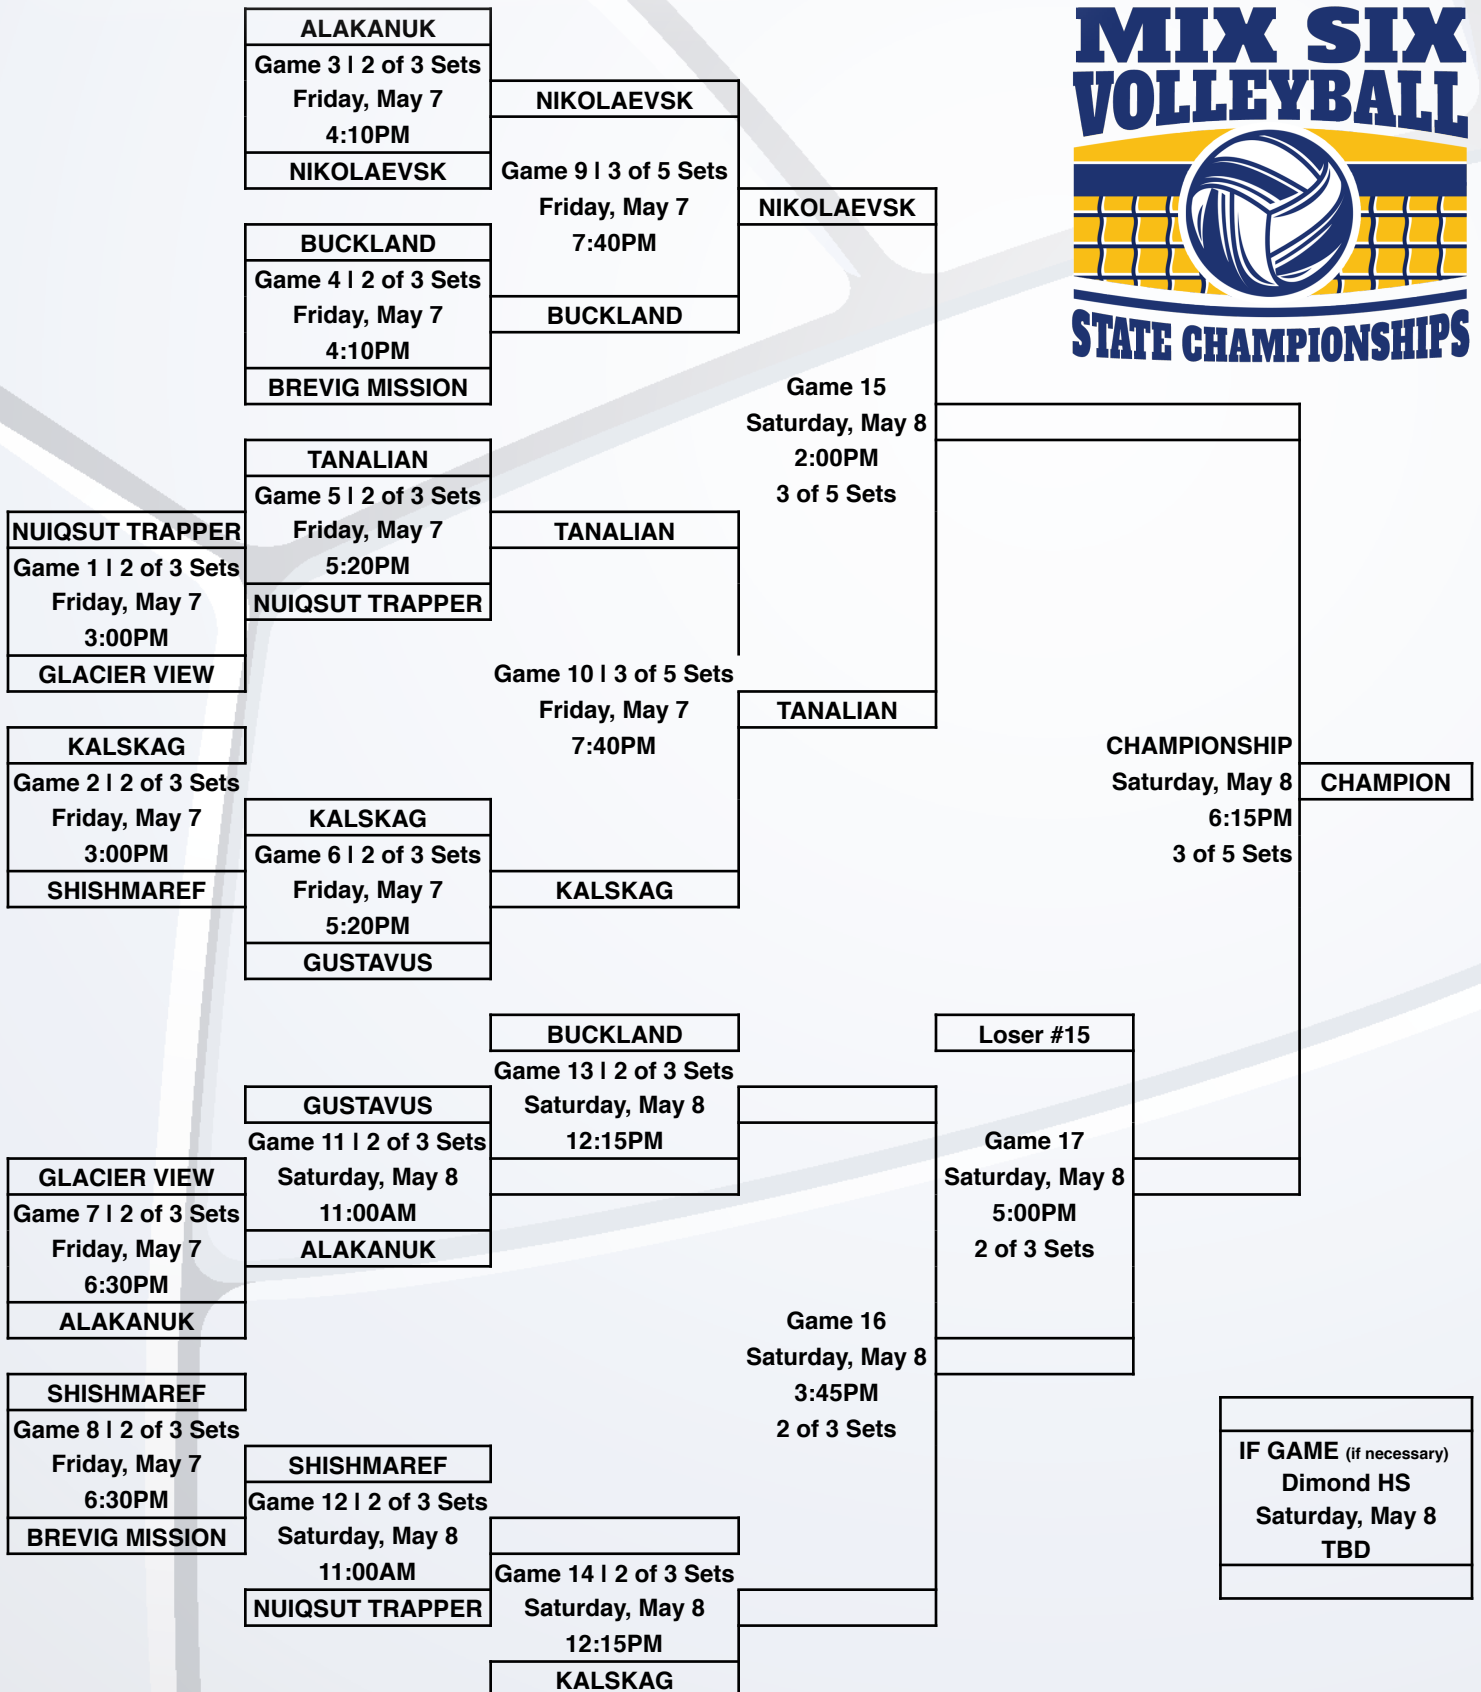 MIX SIX
VOLLEYBALL
STATE CHAMPIONSHIPS
ALAKANUK
Game 3 | 2 of 3 Sets
Friday, May 7
4:10PM
NIKOLAEVSK
BUCKLAND
Game 4 | 2 of 3 Sets
Friday, May 7
4:10PM
BREVIG MISSION
NIKOLAEVSK
Game 9 | 3 of 5 Sets
Friday, May 7
7:40PM
BUCKLAND
NIKOLAEVSK
Game 15
Saturday, May 8
2:00PM
3 of 5 Sets
TANALIAN
NUIQSUT TRAPPER
Game 1 | 2 of 3 Sets
Friday, May 7
3:00PM
GLACIER VIEW
TANALIAN
Game 5 | 2 of 3 Sets
Friday, May 7
5:20PM
NUIQSUT TRAPPER
TANALIAN
Game 10 | 3 of 5 Sets
Friday, May 7
7:40PM
KALSKAG
KALSKAG
Game 2 | 2 of 3 Sets
Friday, May 7
3:00PM
SHISHMAREF
KALSKAG
Game 6 | 2 of 3 Sets
Friday, May 7
5:20PM
GUSTAVUS
CHAMPIONSHIP
Saturday, May 8
6:15PM
3 of 5 Sets
CHAMPION
BUCKLAND
Game 13 | 2 of 3 Sets
Saturday, May 8
12:15PM
GUSTAVUS
Game 11 | 2 of 3 Sets
Saturday, May 8
11:00AM
ALAKANUK
GLACIER VIEW
Game 7 | 2 of 3 Sets
Friday, May 7
6:30PM
ALAKANUK
Loser #15
Game 17
Saturday, May 8
5:00PM
2 of 3 Sets
Game 16
Saturday, May 8
3:45PM
2 of 3 Sets
SHISHMAREF
Game 8 | 2 of 3 Sets
Friday, May 7
6:30PM
BREVIG MISSION
SHISHMAREF
Game 12 | 2 of 3 Sets
Saturday, May 8
11:00AM
NUIQSUT TRAPPER
Game 14 | 2 of 3 Sets
Saturday, May 8
12:15PM
KALSKAG
IF GAME (if necessary)
Dimond HS
Saturday, May 8
TBD